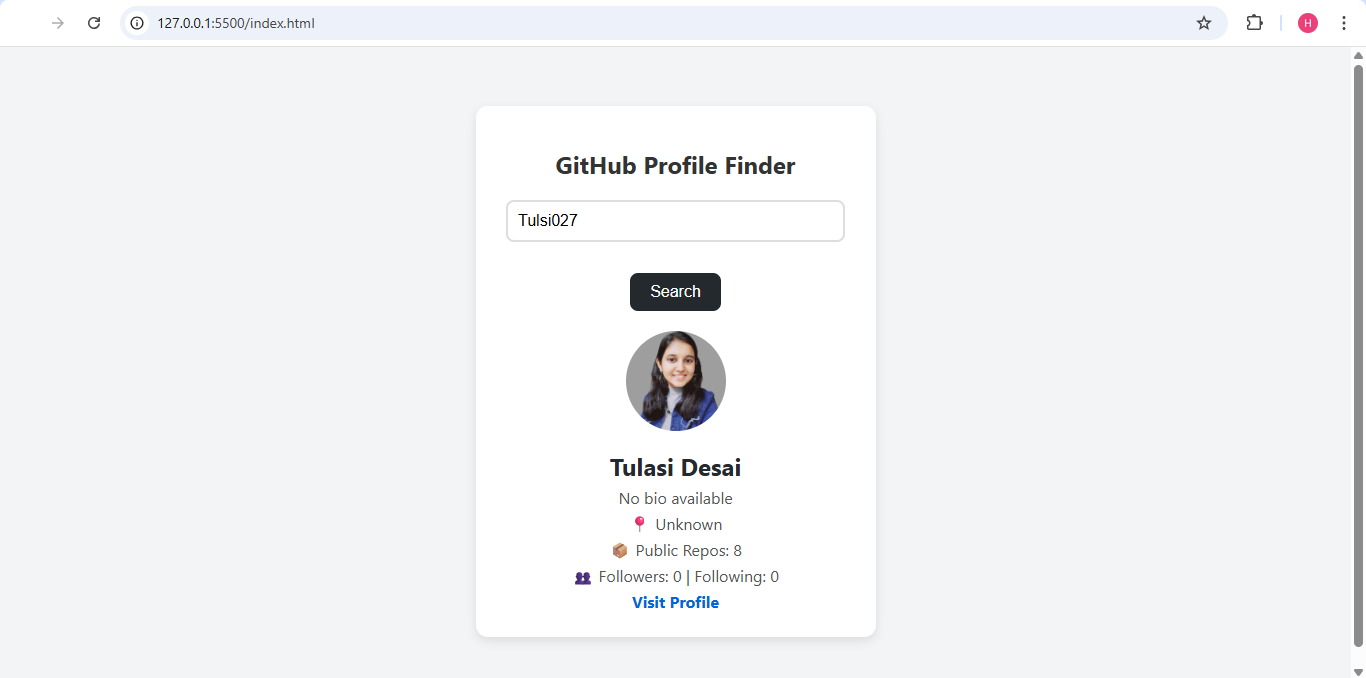 127.0.0.1:5500/index.html
H
GitHub Profile Finder
Tulsi027
Search
Tulasi Desai
No bio available
📍 Unknown
📦 Public Repos: 8
👥 Followers: 0 | Following: 0
Visit Profile